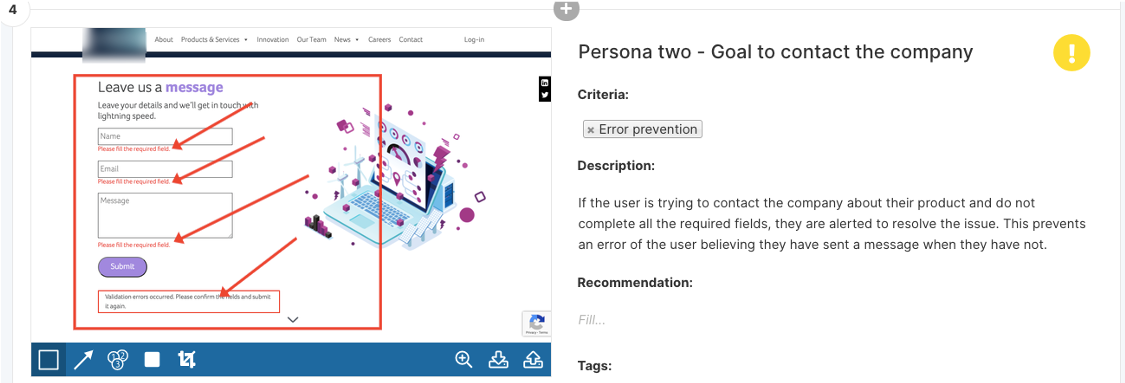 4
About Products & Services Innovation Our Team News Careers Contact Log-in
Leave us a message
Leave your details and we'll get in touch with
lightning speed.
Name
Please fill the required field.
Email
Please fill the required field.
Message
Please fill the required field.
Submit
Validation errors occurred. Please confirm the fields and submit
it again.
Privacy - Terms
Persona two - Goal to contact the company
Criteria:
× Error prevention
Description:
If the user is trying to contact the company about their product and do not
complete all the required fields, they are alerted to resolve the issue. This prevents
an error of the user believing they have sent a message when they have not.
Recommendation:
Fill...
Tags: